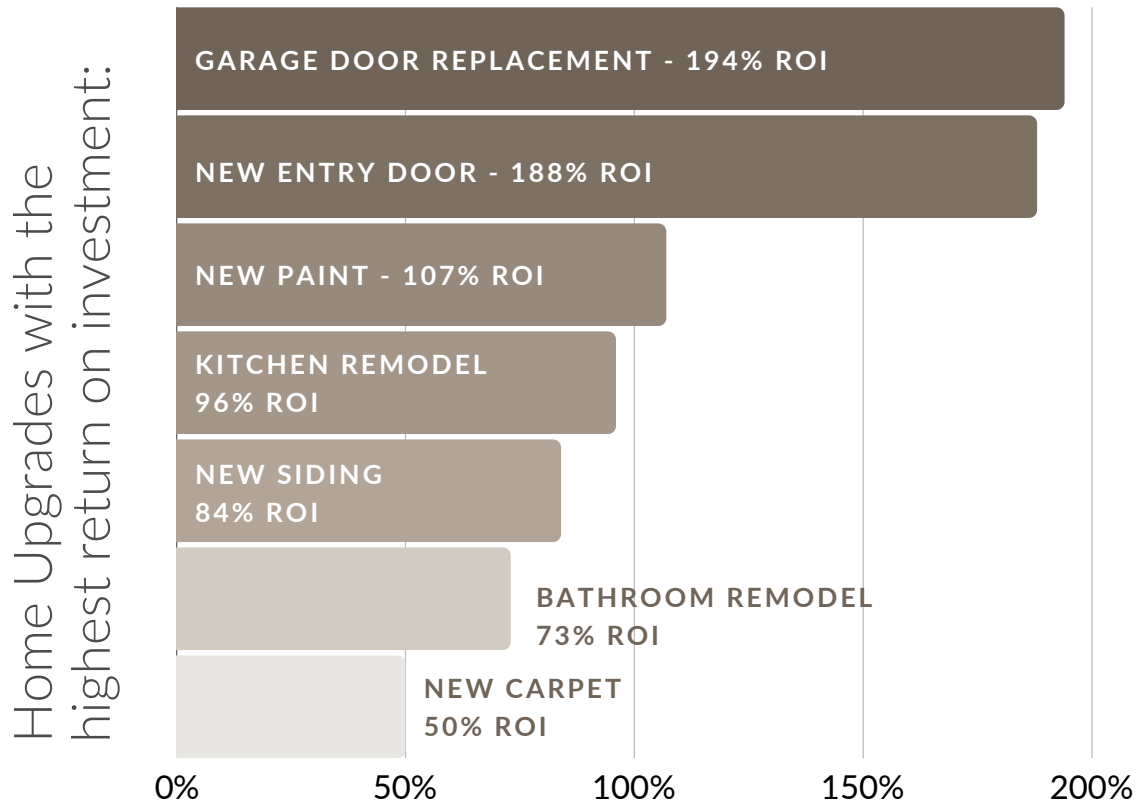 Home Upgrades with the
highest return on investment:
GARAGE DOOR REPLACEMENT - 194% ROI
NEW ENTRY DOOR - 188% ROI
NEW PAINT - 107% ROI
KITCHEN REMODEL
96% ROI
NEW SIDING
84% ROI
BATHROOM REMODEL
73% ROI
NEW CARPET
50% ROI
0% 50% 100% 150% 200%